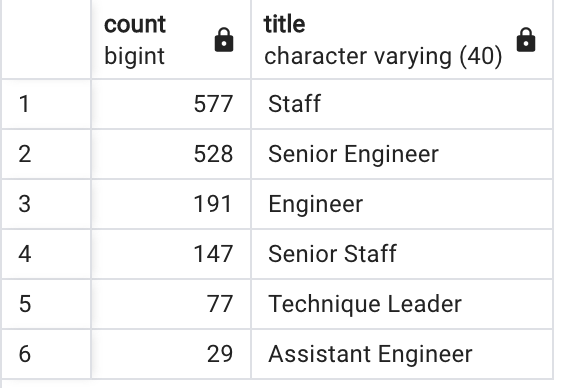 count title
bigint character varying (40)
1 577 Staff
2 528 Senior Engineer
3 191 Engineer
4 147 Senior Staff
5 77 Technique Leader
6 29 Assistant Engineer